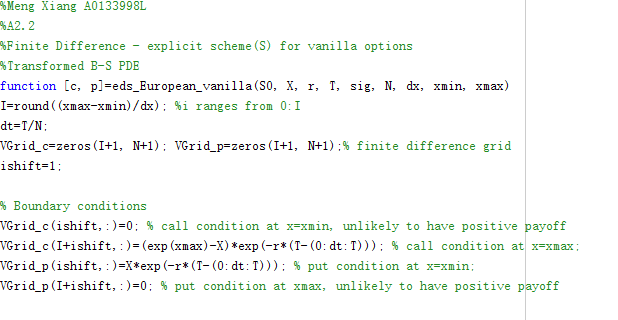 %Meng Xiang A0133998L
%A2.2
%Finite Difference - explicit scheme(S) for vanilla options
%Transformed B-S PDE
function [c, p]=eds_European_vanilla(S0, X, r, T, sig, N, dx, xmin, xmax)
I=round((xmax-xmin)/dx); %i ranges from 0:I
dt=T/N;
VGrid_c=zeros(I+1, N+1); VGrid_p=zeros(I+1, N+1);% finite difference grid
ishift=1;
% Boundary conditions
VGrid_c(ishift,:)=0; % call condition at x=xmin, unlikely to have positive payoff
VGrid_c(I+ishift,:)=(exp(xmax)-X)*exp(-r*(T-(0:dt:T))); % call condition at x=xmax;
VGrid_p(ishift,:)=X*exp(-r*(T-(0:dt:T))); % put condition at x=xmin;
VGrid_p(I+ishift,:)=0; % put condition at xmax, unlikely to have positive payoff